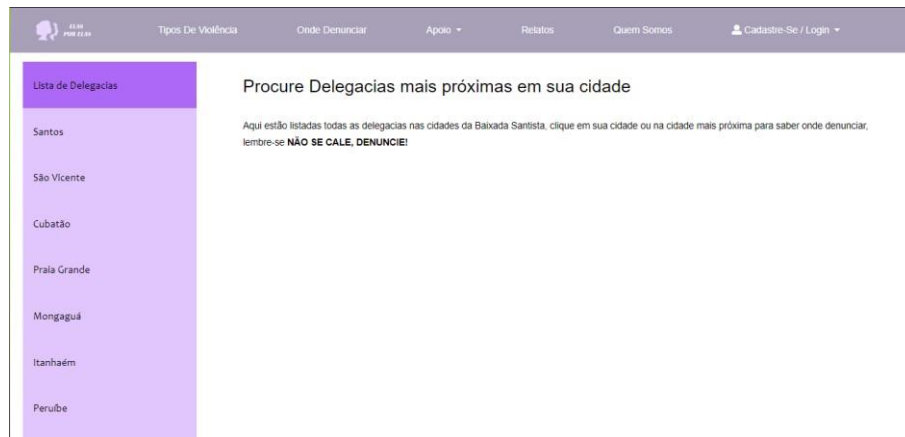 ELAS
POR ELAS
Tipos De Violência
Onde Denunciar
Apoio
Relatos
Quem Somos
Cadastre-Se / Login
Lista de Delegacias
Santos
São Vicente
Cubatão
Praia Grande
Mongaguá
Itanhaém
Peruíbe
Procure Delegacias mais próximas em sua cidade
Aqui estão listadas todas as delegacias nas cidades da Baixada Santista, clique em sua cidade ou na cidade mais próxima para saber onde denunciar,
lembre-se NÃO SE CALE, DENUNCIE!